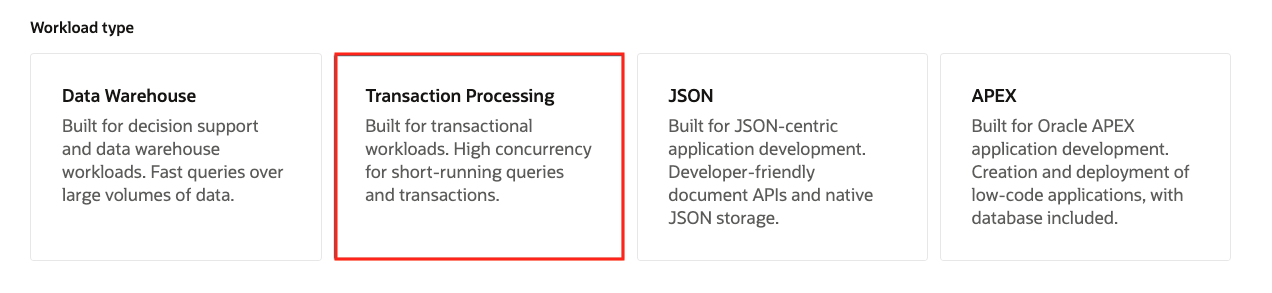 Workload type
Data Warehouse
Built for decision support
and data warehouse
workloads. Fast queries over
large volumes of data.
Transaction Processing
Built for transactional
workloads. High concurrency
for short-running queries
and transactions.
JSON
Built for JSON-centric
application development.
Developer-friendly
document APIs and native
JSON storage.
APEX
Built for Oracle APEX
application development.
Creation and deployment of
low-code applications, with
database included.